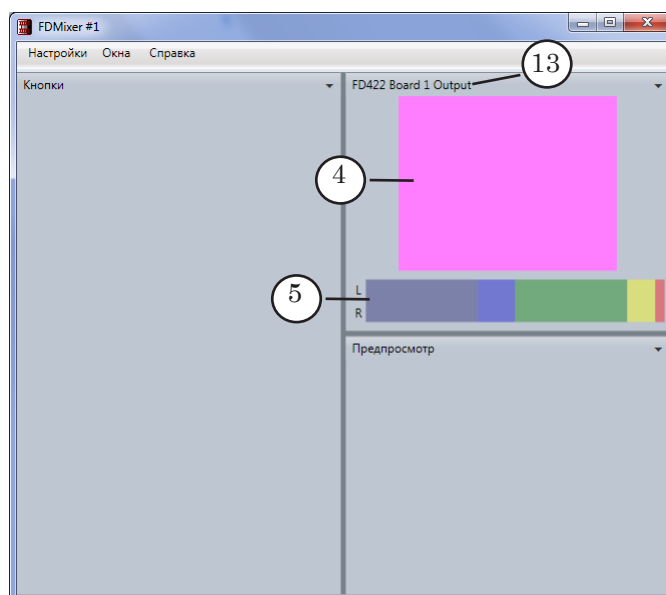 FDMixer #1
Настройки Окна Справка
Кнопки
FD422 Board 1 Output
13
4
5
L
R
Предпросмотр